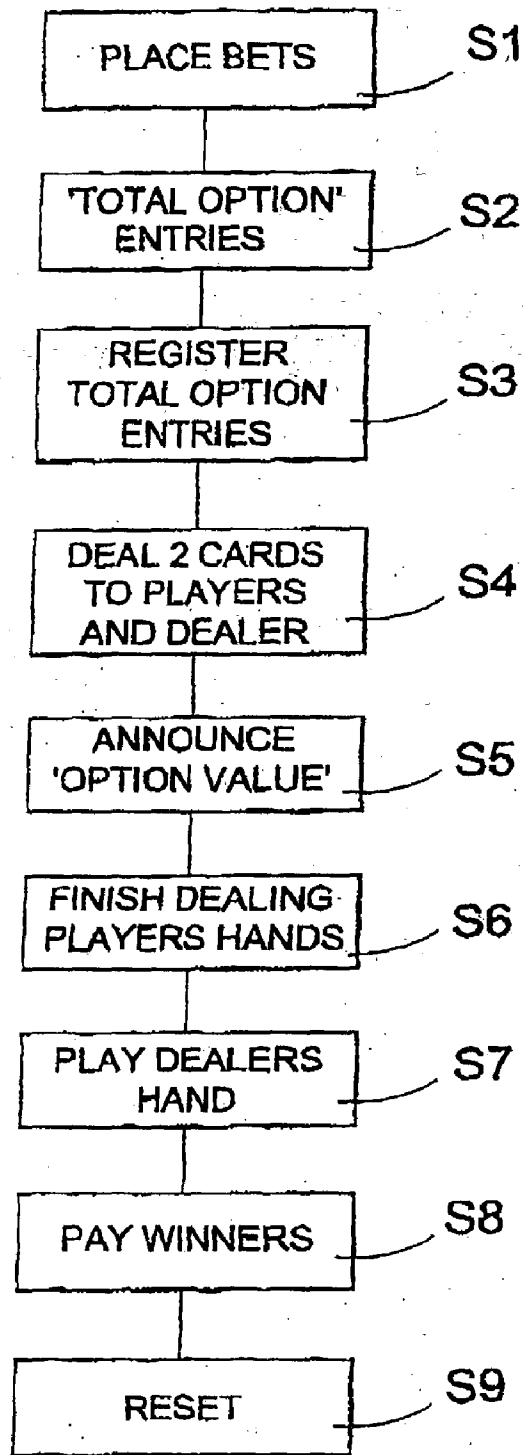 PLACE BETS
S1
'TOTAL OPTION'
ENTRIES
S2
REGISTER
TOTAL OPTION
ENTRIES
S3
DEAL 2 CARDS
TO PLAYERS
AND DEALER
S4
ANNOUNCE
'OPTION VALUE'
S5
FINISH DEALING
PLAYERS HANDS
S6
PLAY DEALERS
HAND
S7
PAY WINNERS
S8
RESET
S9